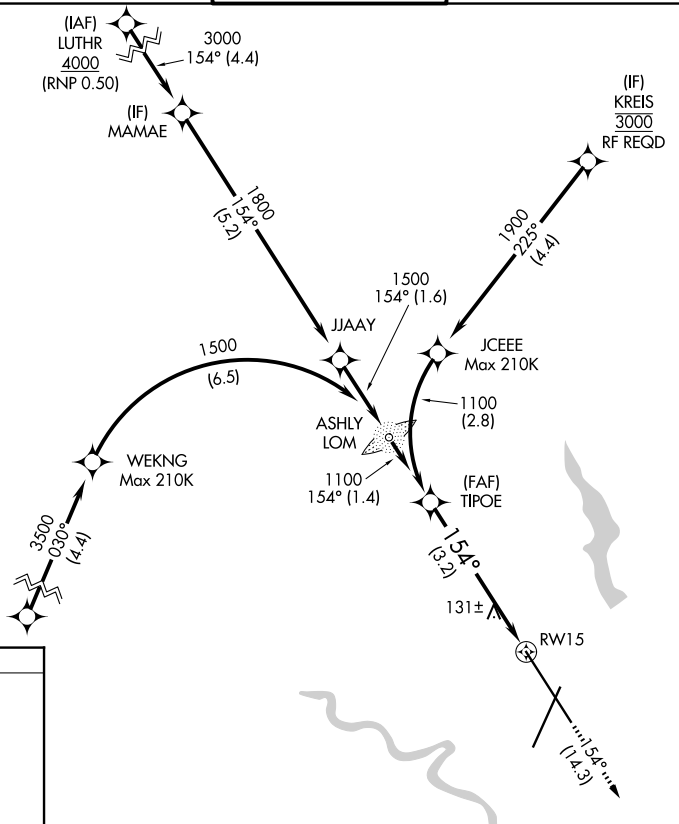 (IAF)
LUTHR
4000
(RNP 0.50)
3000
154° (4.4)
(IF)
MAMAE
(IF)
KREIS
3000
RF REQD
1800
154°
(5.2)
1900
225°
(4.4)
1500
154° (1.6)
JJAAY
1500
(6.5)
JCEEE
Max 210K
1100
(2.8)
ASHLY
LOM
WEKNG
Max 210K
1100
154° (1.4)
(FAF)
TIPOE
3500
030°
(4.4)
154°
(3.2)
131±
RW15
154°
(14.3)